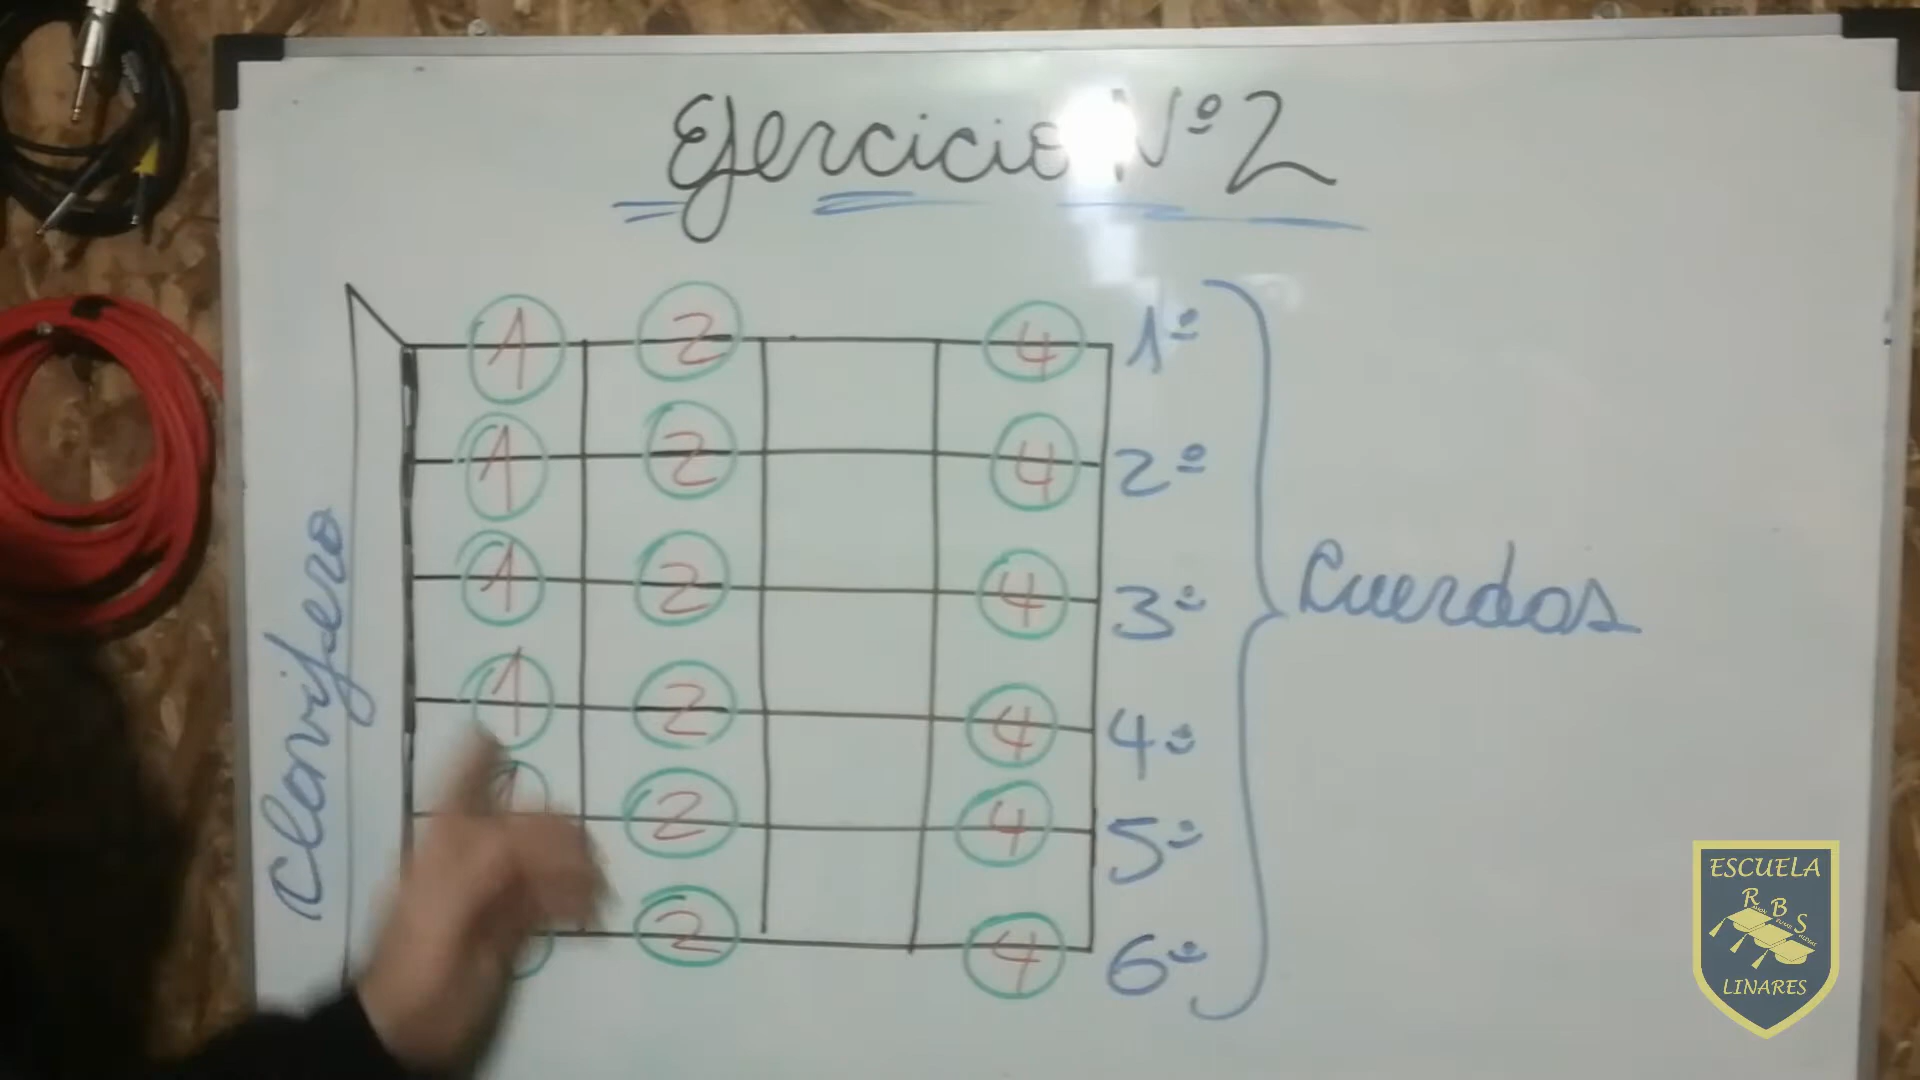 Ejercicio Nº 2
1 2 4 1º
1 2 4 2º
1 2 4 3º
1 2 4 4º
1 2 4 5º
2 4 6º
Clavijero
Cuerdas
ESCUELA
R B S
LINARES